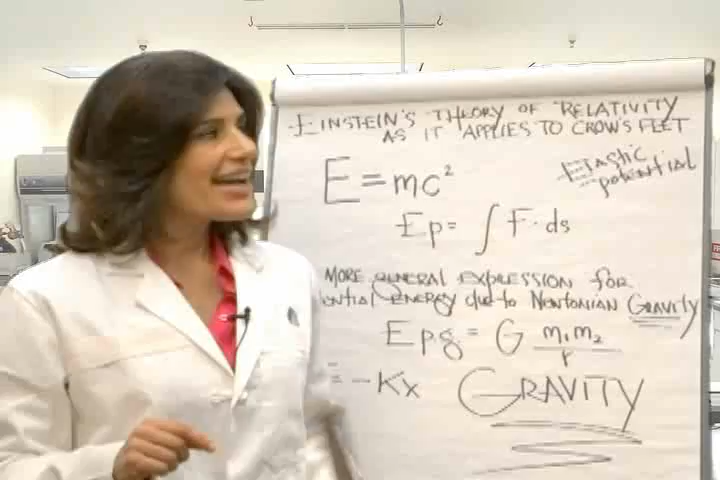 EINSTEIN'S THEORY OF RELATIVITY
AS IT APPLIES TO CROW'S FEET
E = mc²
Elastic
potential
Ep = ∫ F · ds
MORE general EXPRESSION for
ential ENERGY due to NEWTONIAN GRAVITY
Epg = G m₁m₂
r
= -Kx
GRAVITY